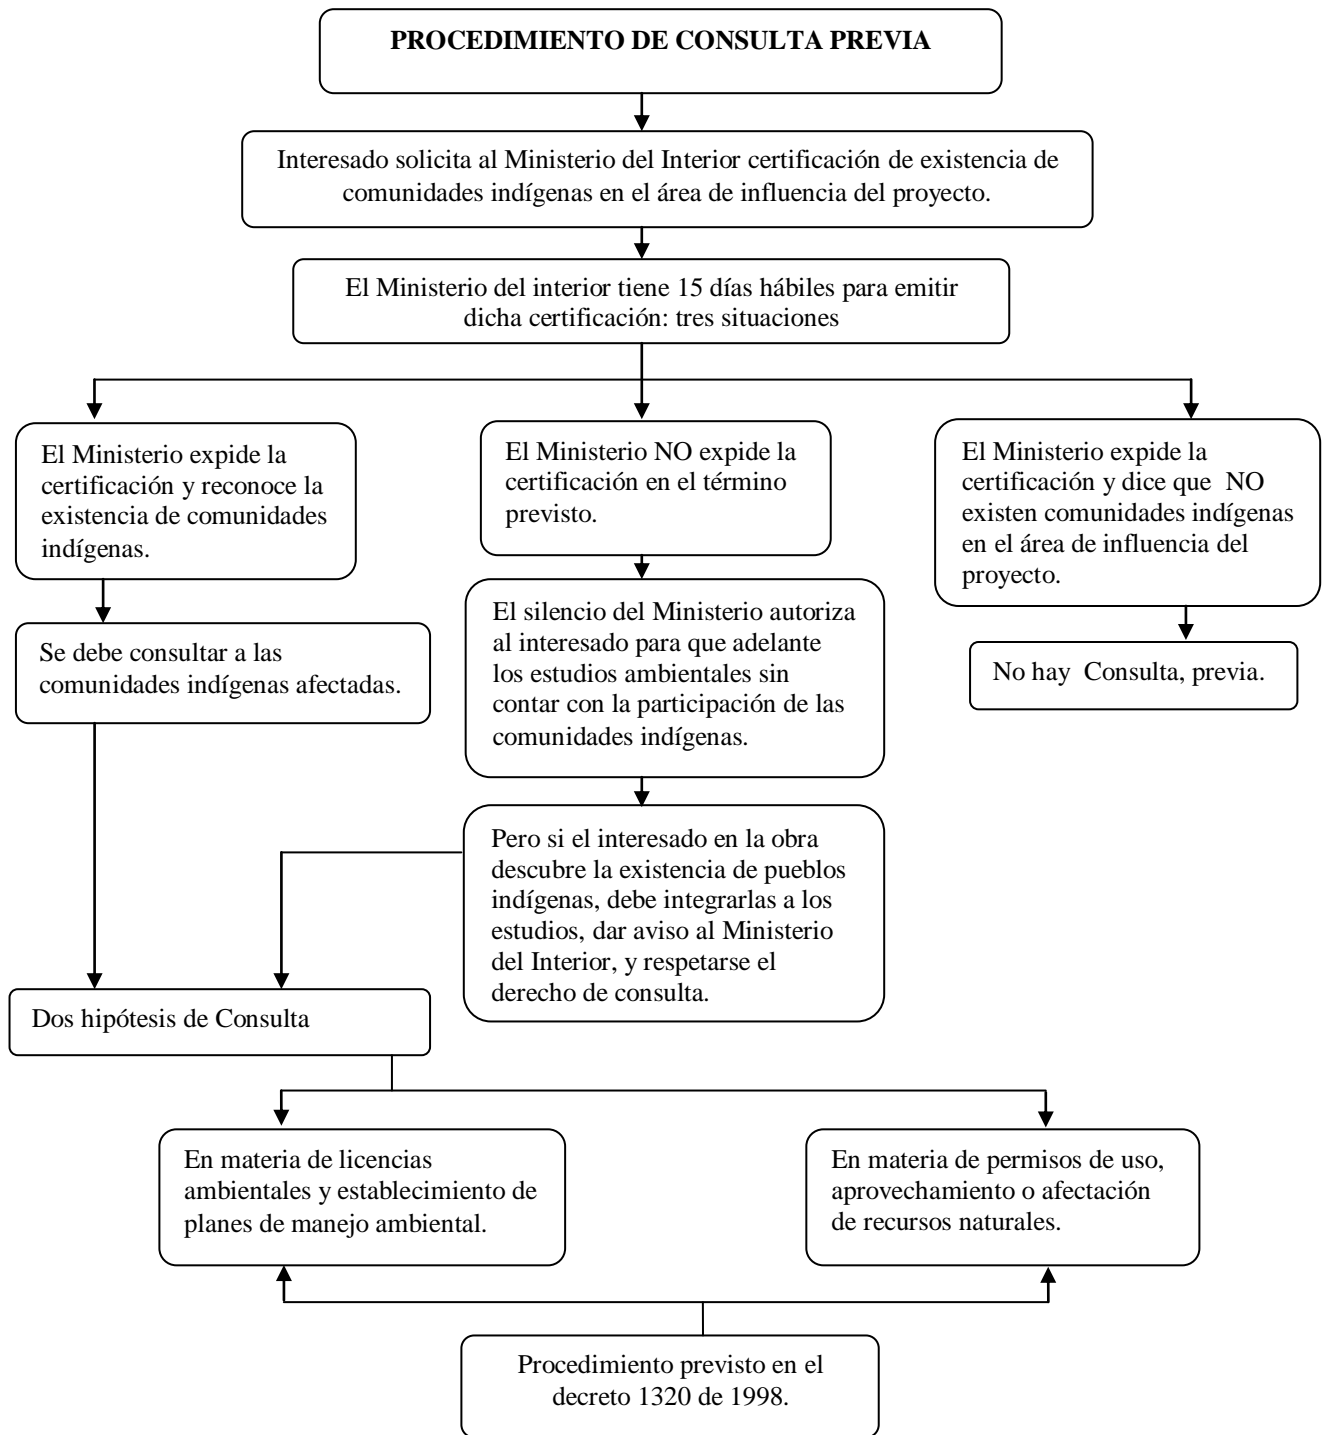 PROCEDIMIENTO DE CONSULTA PREVIA
Interesado solicita al Ministerio del Interior certificación de existencia de
comunidades indígenas en el área de influencia del proyecto.
El Ministerio del interior tiene 15 días hábiles para emitir
dicha certificación: tres situaciones
El Ministerio expide la
certificación y reconoce la
existencia de comunidades
indígenas.
Se debe consultar a las
comunidades indígenas afectadas.
El Ministerio NO expide la
certificación en el término
previsto.
El silencio del Ministerio autoriza
al interesado para que adelante
los estudios ambientales sin
contar con la participación de las
comunidades indígenas.
Pero si el interesado en la obra
descubre la existencia de pueblos
indígenas, debe integrarlas a los
estudios, dar aviso al Ministerio
del Interior, y respetarse el
derecho de consulta.
El Ministerio expide la
certificación y dice que  NO
existen comunidades indígenas
en el área de influencia del
proyecto.
No hay  Consulta, previa.
Dos hipótesis de Consulta
En materia de licencias
ambientales y establecimiento de
planes de manejo ambiental.
En materia de permisos de uso,
aprovechamiento o afectación
de recursos naturales.
Procedimiento previsto en el
decreto 1320 de 1998.